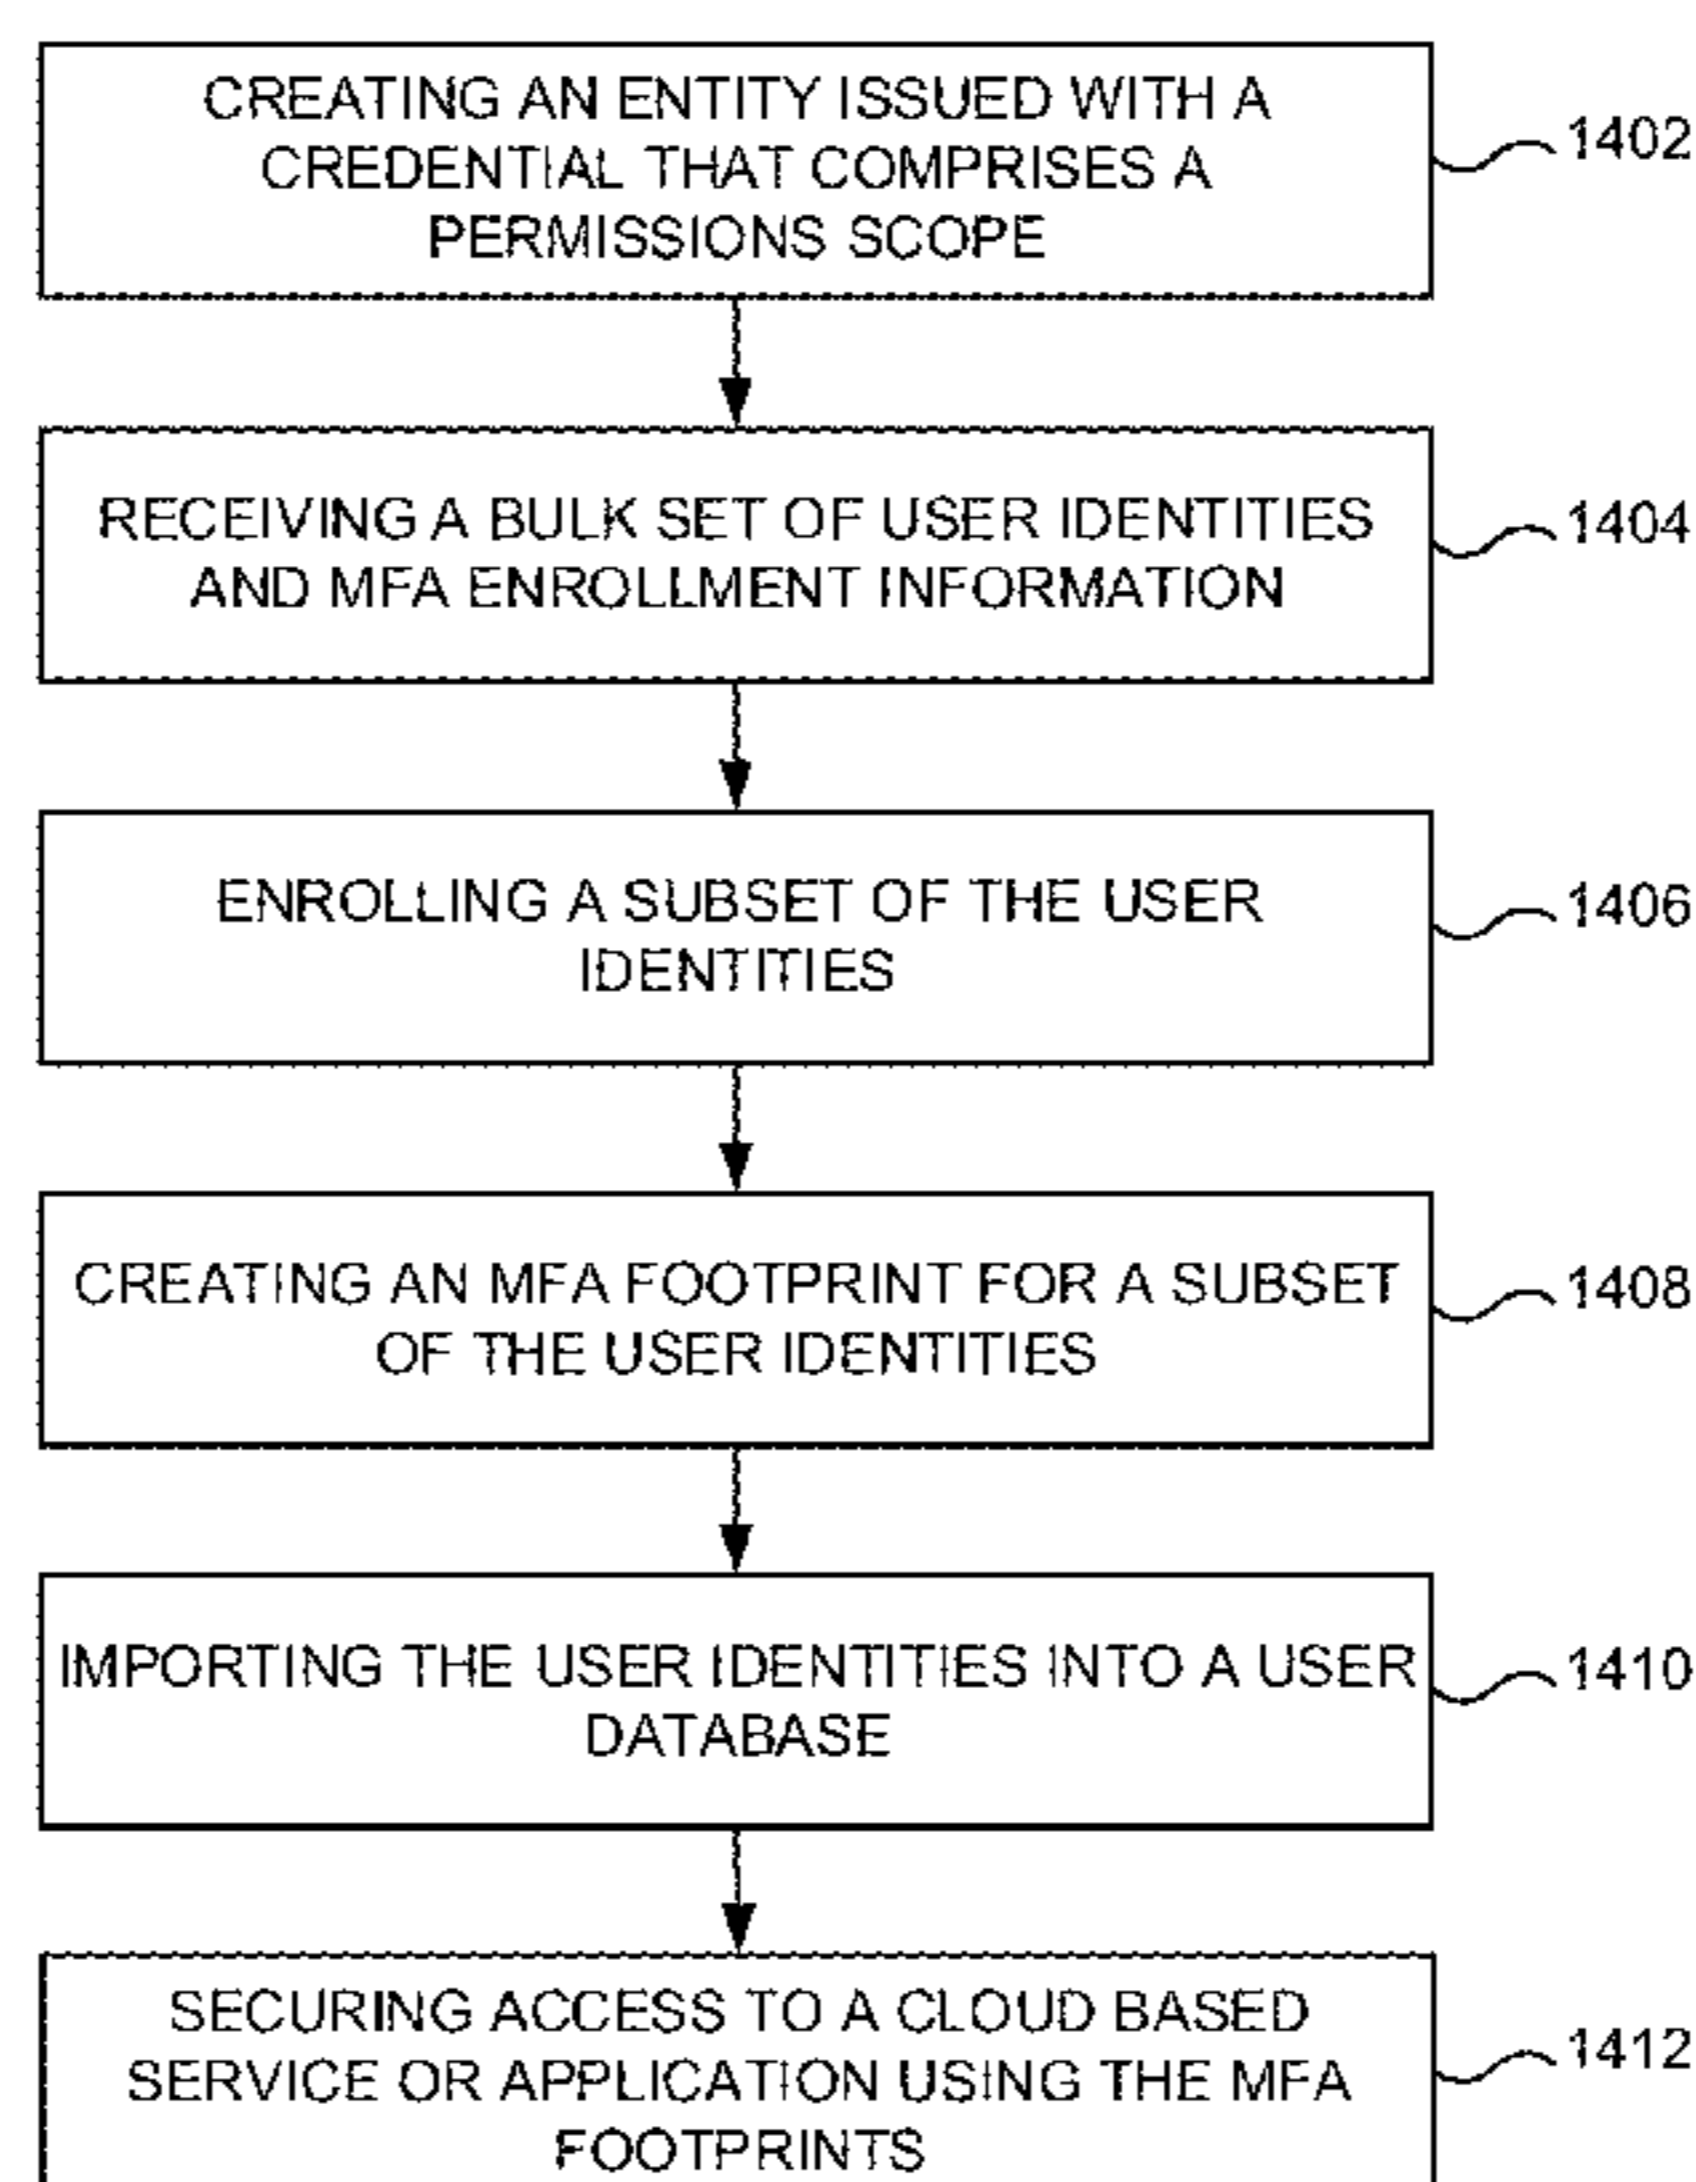 CREATING AN ENTITY ISSUED WITH A
CREDENTIAL THAT COMPRISES A
PERMISSIONS SCOPE
1402
RECEIVING A BULK SET OF USER IDENTITIES
AND MFA ENROLLMENT INFORMATION
1404
ENROLLING A SUBSET OF THE USER
IDENTITIES
1406
CREATING AN MFA FOOTPRINT FOR A SUBSET
OF THE USER IDENTITIES
1408
IMPORTING THE USER IDENTITIES INTO A USER
DATABASE
1410
SECURING ACCESS TO A CLOUD BASED
SERVICE OR APPLICATION USING THE MFA
FOOTPRINTS
1412